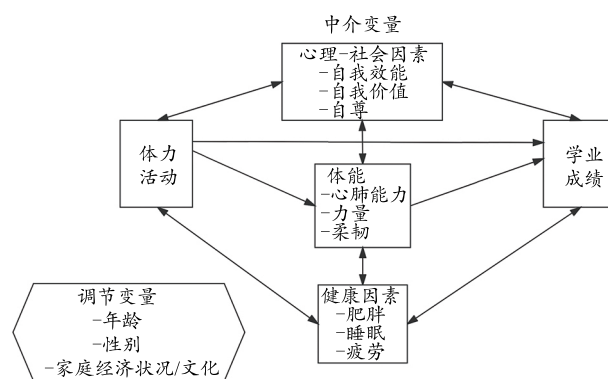 中介变量
心理-社会因素
-自我效能
-自我价值
-自尊
体力
活动
学业
成绩
体能
-心肺能力
-力量
-柔韧
健康因素
-肥胖
-睡眠
-疲劳
调节变量
-年龄
-性别
-家庭经济状况/文化